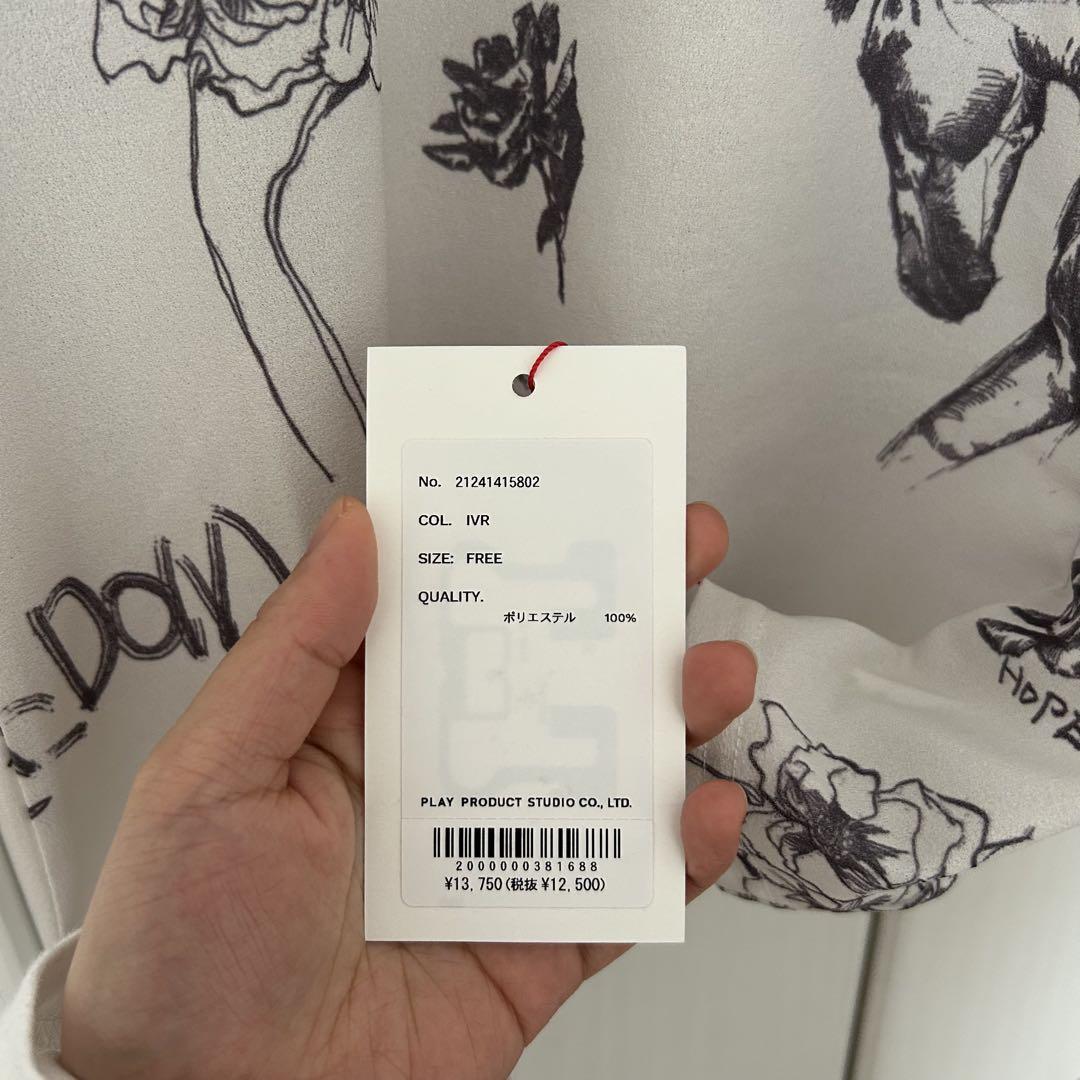 DAY
HOPE
No. 21241415802
COL. IVR
SIZE: FREE
QUALITY.
ポリエステル 100%
PLAY PRODUCT STUDIO CO., LTD.
2000000381688
¥13,750(税抜¥12,500)